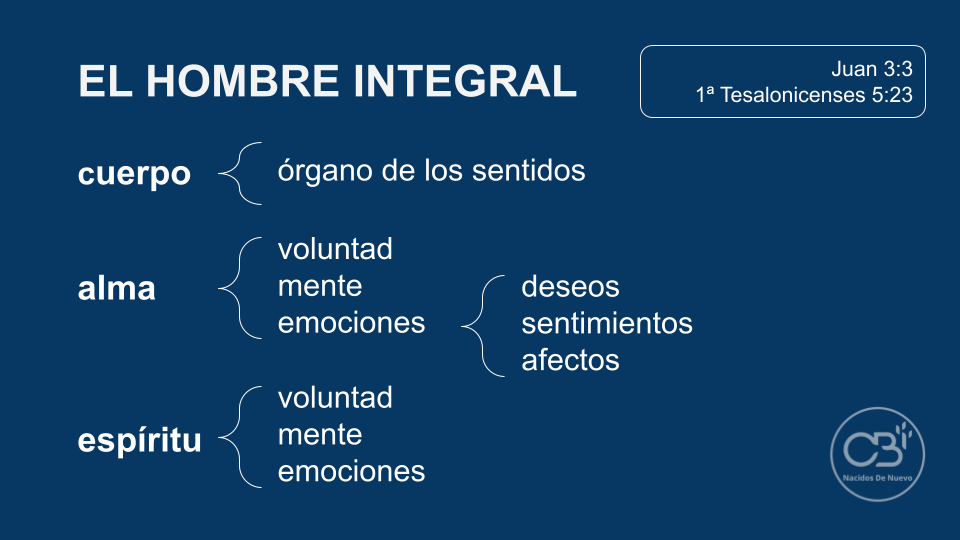 EL HOMBRE INTEGRAL
Juan 3:3
1ª Tesalonicenses 5:23
cuerpo
órgano de los sentidos
alma
voluntad
mente
emociones
deseos
sentimientos
afectos
espíritu
voluntad
mente
emociones
CBi
Nacidos De Nuevo